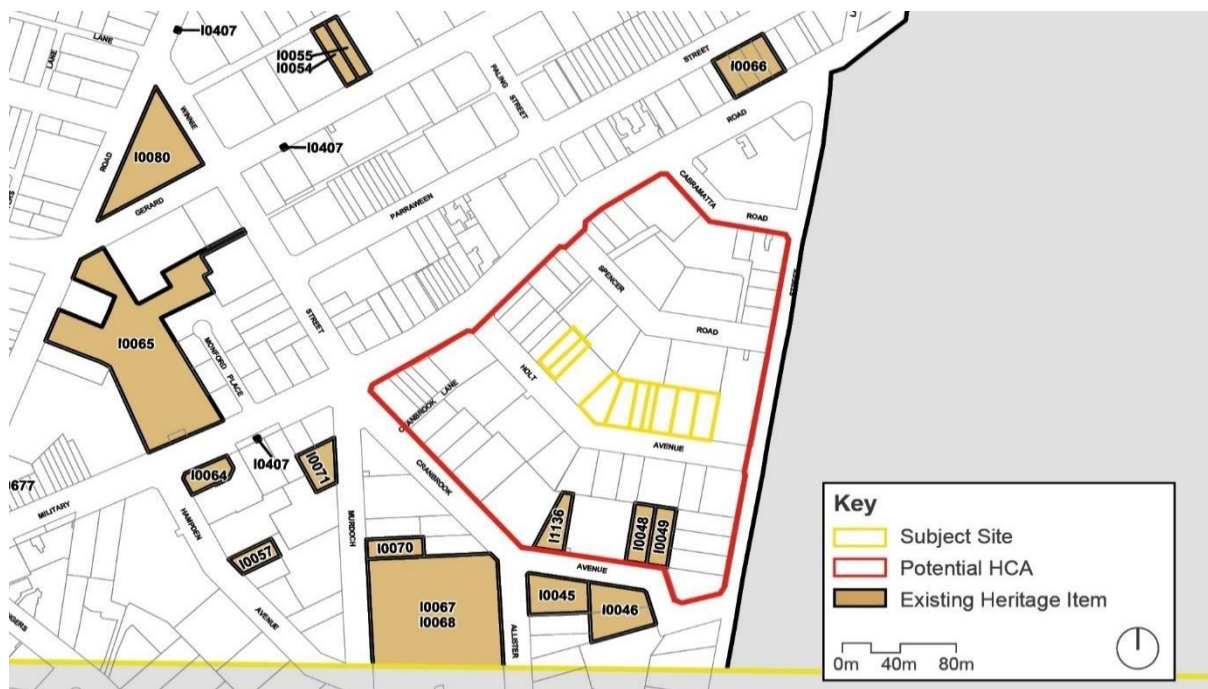 LANE
LANE
I0407
I0055
I0054
PALING
STREET
STREET
I0066
ROAD
WINNIE
I0080
ROAD
I0407
GERARD
PARRAWEEN
CABRAMATTA
ROAD
STREET
SPENCER
ROAD
STREET
I0065
MONFORD
PLACE
HOLT
CRANBROOK LANE
AVENUE
CRANBROOK
I0407
I0071
I0064
0677
MILITARY
HAMPDEN
MURDOCH
I1136
I0048
I0049
I0070
I0057
AVENUE
AVENUE
I0045
I0046
I0067
I0068
ALLISTER
Key
Subject Site
Potential HCA
Existing Heritage Item
0m 40m 80m